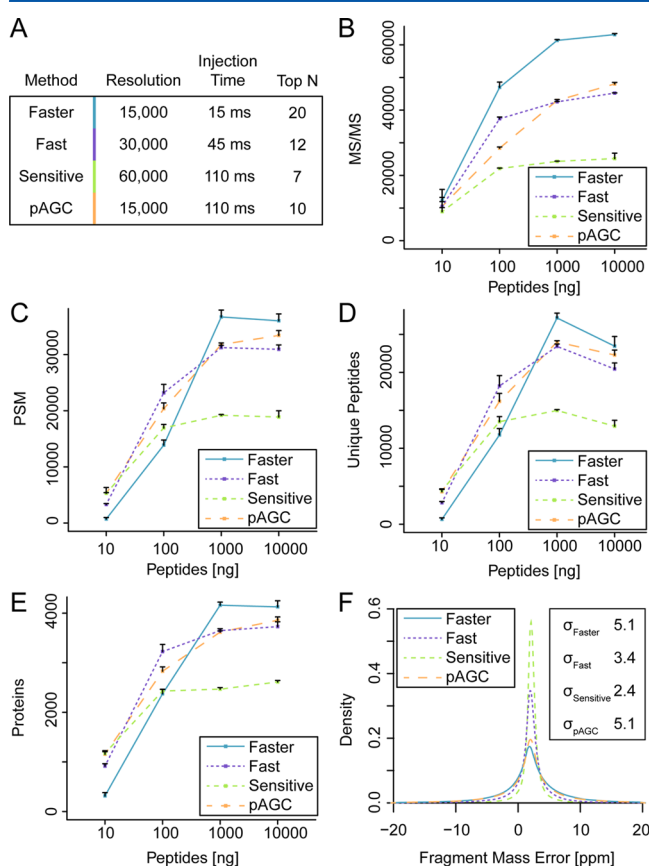 A
Method Resolution Injection Time Top N
Faster 15,000 15 ms 20
Fast 30,000 45 ms 12
Sensitive 60,000 110 ms 7
pAGC 15,000 110 ms 10
B
MS/MS
60000
40000
20000
0
10 100 1000 10000
Peptides [ng]
Faster
Fast
Sensitive
pAGC
C
PSM
30000
20000
10000
0
10 100 1000 10000
Peptides [ng]
Faster
Fast
Sensitive
pAGC
D
Unique Peptides
20000
10000
0
10 100 1000 10000
Peptides [ng]
Faster
Fast
Sensitive
pAGC
E
Proteins
4000
2000
0
10 100 1000 10000
Peptides [ng]
Faster
Fast
Sensitive
pAGC
F
Density
0.6
0.4
0.2
0.0
-20 -10 0 10 20
Fragment Mass Error [ppm]
Faster
Fast
Sensitive
pAGC
σFaster 5.1
σFast 3.4
σSensitive 2.4
σpAGC 5.1